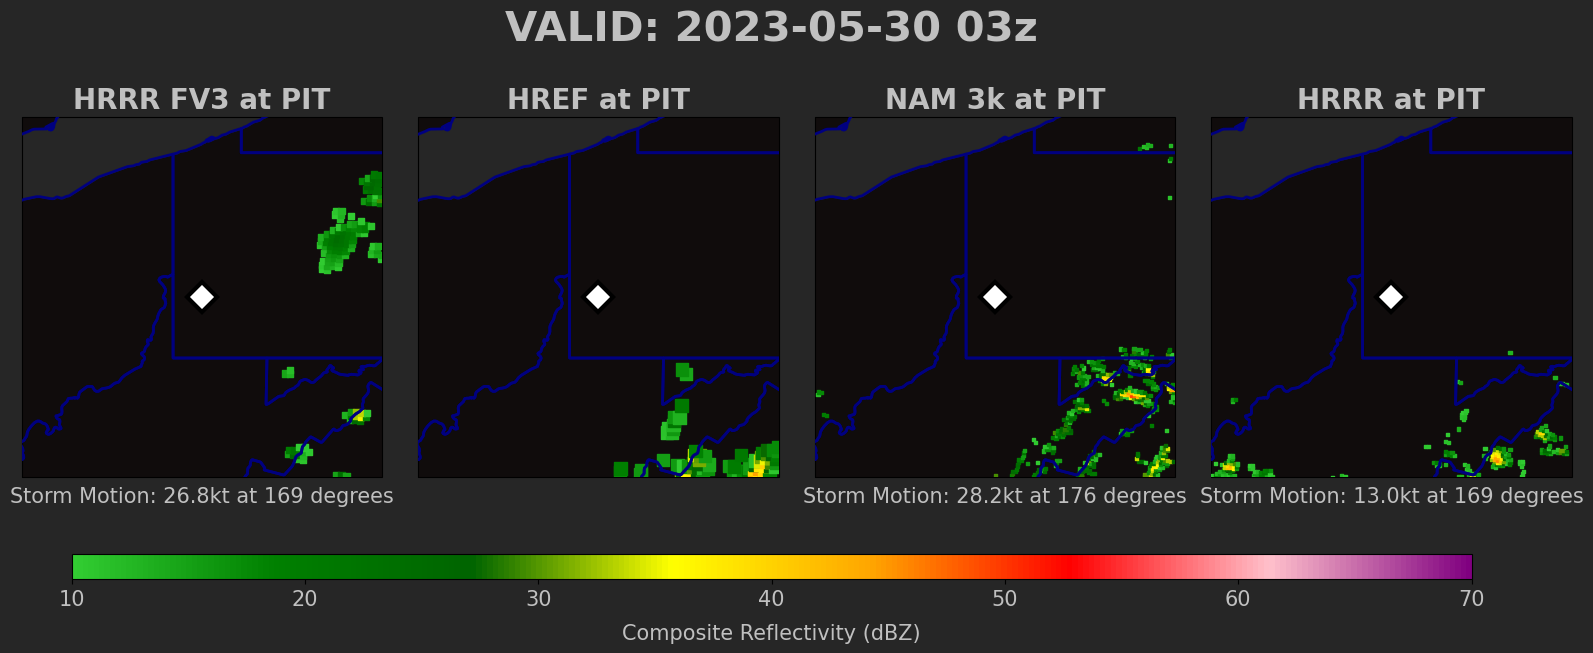 VALID: 2023-05-30 03z
HRRR FV3 at PIT
HREF at PIT
NAM 3k at PIT
HRRR at PIT
Storm Motion: 26.8kt at 169 degrees
Storm Motion: 28.2kt at 176 degrees
Storm Motion: 13.0kt at 169 degrees
10 20 30 40 50 60 70
Composite Reflectivity (dBZ)